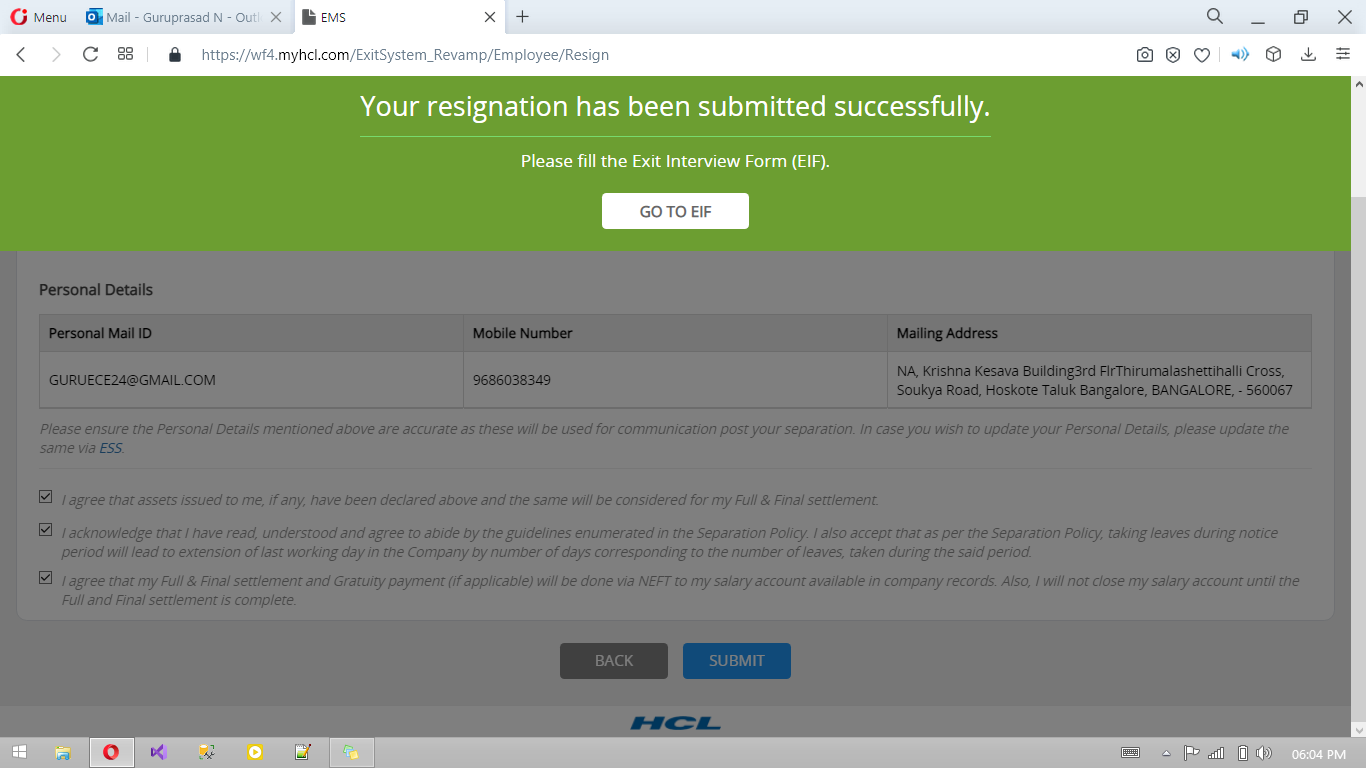 Menu
Mail - Guruprasad N - Outl
EMS
https://wf4.myhcl.com/ExitSystem_Revamp/Employee/Resign
Your resignation has been submitted successfully.
Please fill the Exit Interview Form (EIF).
GO TO EIF
Personal Details
Personal Mail ID
Mobile Number
Mailing Address
GURUECE24@GMAIL.COM
9686038349
NA, Krishna Kesava Building3rd FlrThirumalashettihalli Cross,
Soukya Road, Hoskote Taluk Bangalore, BANGALORE, - 560067
Please ensure the Personal Details mentioned above are accurate as these will be used for communication post your separation. In case you wish to update your Personal Details, please update the
same via ESS.
I agree that assets issued to me, if any, have been declared above and the same will be considered for my Full & Final settlement.
I acknowledge that I have read, understood and agree to abide by the guidelines enumerated in the Separation Policy. I also accept that as per the Separation Policy, taking leaves during notice
period will lead to extension of last working day in the Company by number of days corresponding to the number of leaves, taken during the said period.
I agree that my Full & Final settlement and Gratuity payment (if applicable) will be done via NEFT to my salary account available in company records. Also, I will not close my salary account until the
Full and Final settlement is complete.
BACK
SUBMIT
HCL
06:04 PM